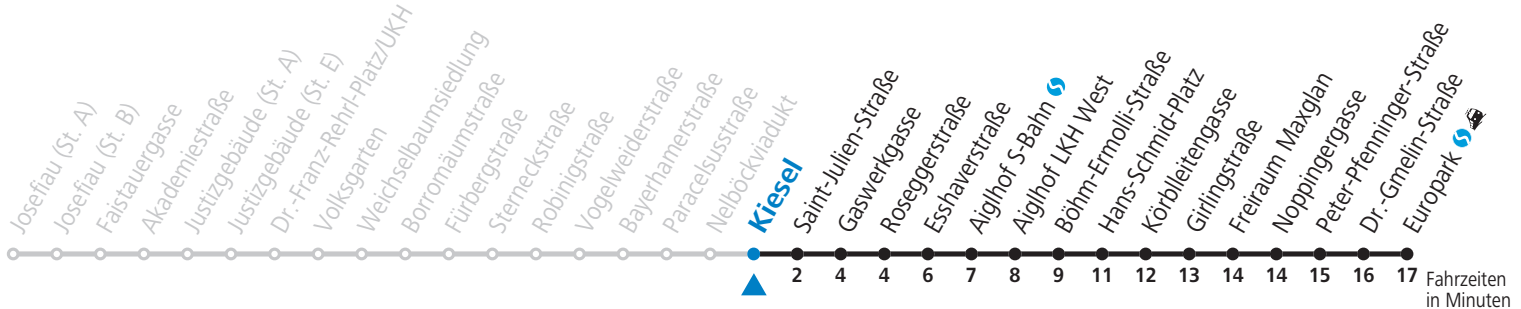 Josefiau (St. A)
Josefiau (St. B)
Faistauergasse
Akademiestraße
Justizgebäude (St. A)
Justizgebäude (St. E)
Dr.-Franz-Rehrl-Platz/UKH
Volksgarten
Weichselbaumsiedlung
Borromäumstraße
Fürbergstraße
Sterneckstraße
Robinigstraße
Vogelweiderstraße
Bayerhamerstraße
Paracelsusstraße
Nelböckviadukt
Kiesel
Saint-Julien-Straße
Gaswerkgasse
Roseggerstraße
Esshaverstraße
Aiglhof S-Bahn
Aiglhof LKH West
Böhm-Ermolli-Straße
Hans-Schmid-Platz
Körblleitengasse
Girlingstraße
Freiraum Maxglan
Noppingergasse
Peter-Pfenninger-Straße
Dr.-Gmelin-Straße
Europark
2 4 4 6 7 8 9 11 12 13 14 14 15 16 17
Fahrzeiten
in Minuten